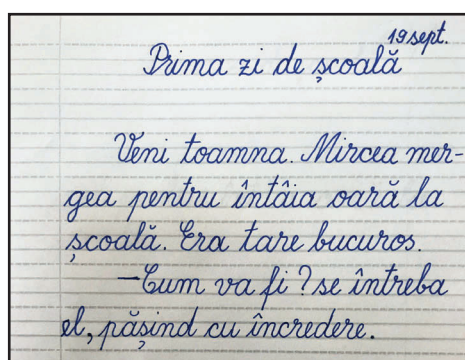 19 sept.
Prima zi de școală
Veni toamna. Mircea mer-
gea pentru întâia oară la
școală. Era tare bucuros.
—Cum va fi ? se întreba
el, pășind cu încredere.